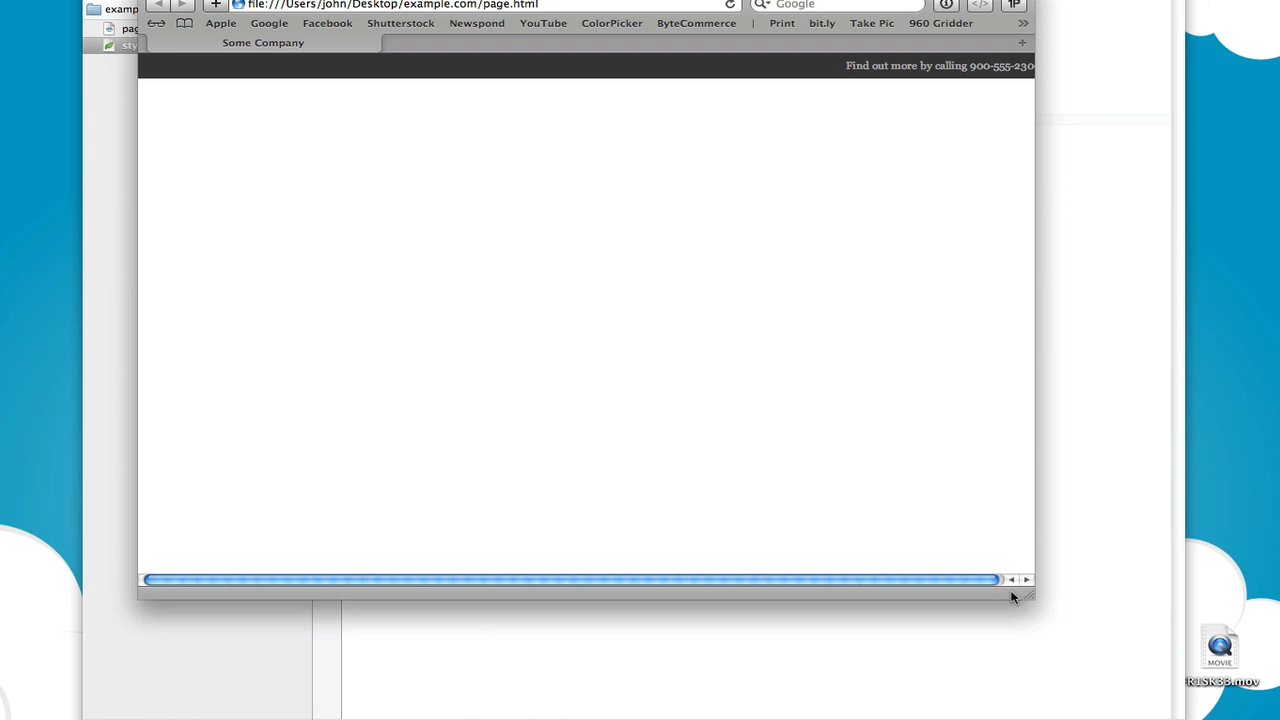 examp
file:///Users/john/Desktop/example.com/page.html
Google
pag
Apple Google Facebook Shutterstock Newspond YouTube ColorPicker ByteCommerce | Print bit.ly Take Pic 960 Gridder »
sty
Some Company
Find out more by calling 900-555-230
MOVIE
R1SK33.mov